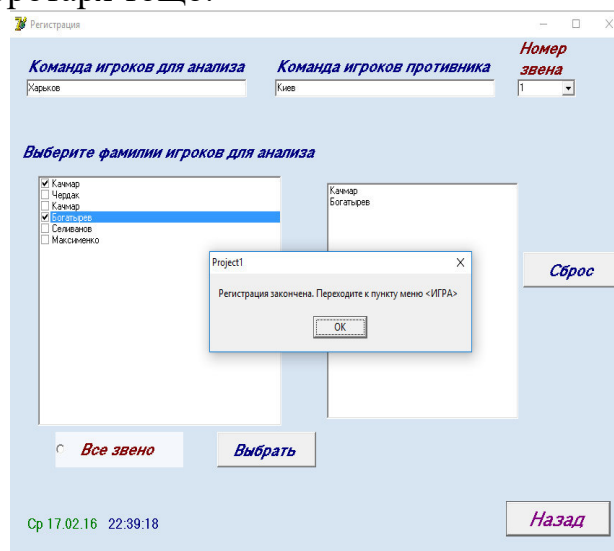 тощо.
Регистрация
Команда игроков для анализа
Команда игроков противника
Номер звена
Харьков
Киев
1
Выберите фамилии игроков для анализа
Качмар
Чердак
Качмар
Богатырев
Селиванов
Максименко
Качмар
Богатырев
Project1
Регистрация закончена. Переходите к пункту меню <ИГРА>
OK
Сброс
Все звено
Выбрать
Ср 17.02.16 22:39:18
Назад